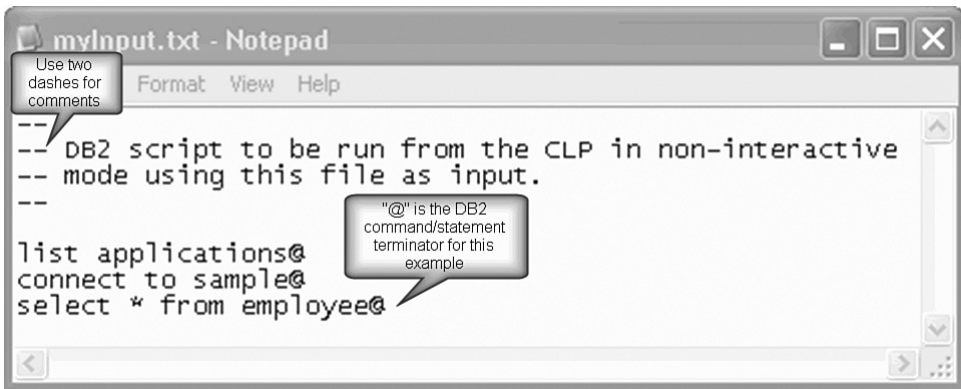 myInput.txt - Notepad
Use two
dashes for
comments
Format View Help
--
-- DB2 script to be run from the CLP in non-interactive
-- mode using this file as input.
--
"@" is the DB2
command/statement
terminator for this
example
list applications@
connect to sample@
select * from employee@